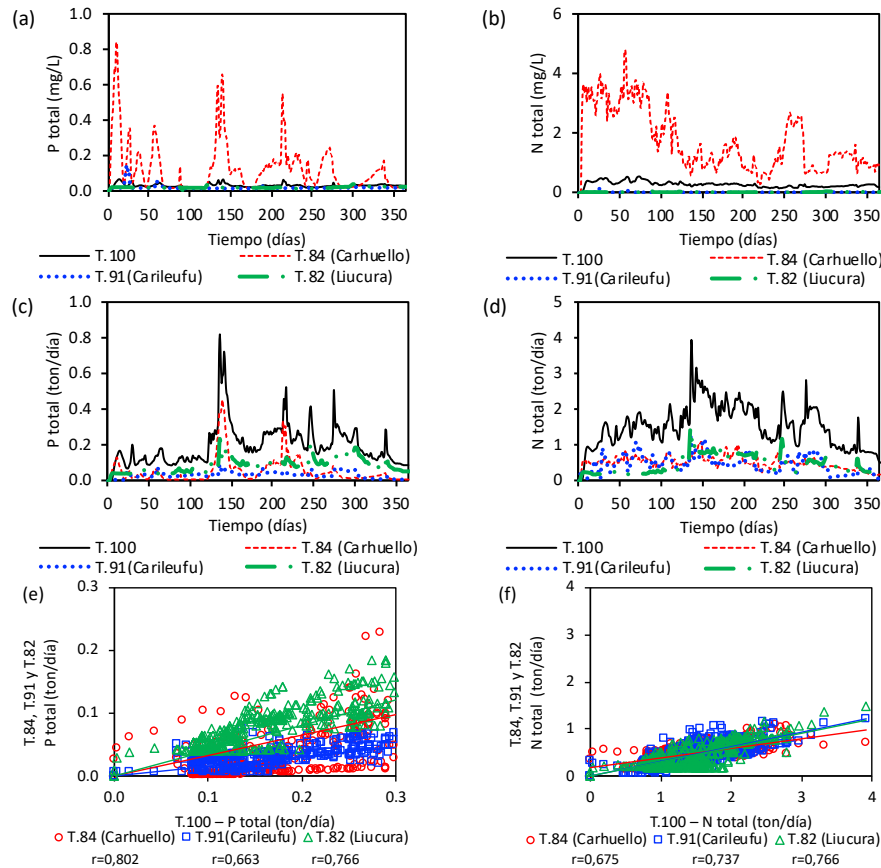 (a)
P total (mg/L)
1.0
0.8
0.6
0.4
0.2
0.0
0 50 100 150 200 250 300 350
Tiempo (días)
T.100 T.84 (Carhuello)
T.91(Carileufu) T.82 (Liucura)
(b)
N total (mg/L)
6
4
2
0
0 50 100 150 200 250 300 350
Tiempo (días)
T.100 T.84 (Carhuello)
T.91(Carileufu) T.82 (Liucura)
(c)
P total (ton/día)
1.0
0.8
0.6
0.4
0.2
0.0
0 50 100 150 200 250 300 350
Tiempo (días)
T.100 T.84 (Carhuello)
T.91(Carileufu) T.82 (Liucura)
(d)
N total (ton/día)
5
4
3
2
1
0
0 50 100 150 200 250 300 350
Tiempo (días)
T.100 T.84 (Carhuello)
T.91(Carileufu) T.82 (Liucura)
(e)
T.84, T.91 y T.82
P total (ton/día)
0.3
0.2
0.1
0.0
0.0 0.1 0.2 0.3
T.100 – P total (ton/día)
T.84 (Carhuello) T.91(Carileufu) T.82 (Liucura)
r=0,802 r=0,663 r=0,766
(f)
T.84, T.91 y T.82
N total (ton/día)
4
3
2
1
0
0 1 2 3 4
T.100 – N total (ton/día)
T.84 (Carhuello) T.91(Carileufu) T.82 (Liucura)
r=0,675 r=0,737 r=0,766